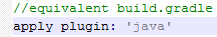 //equivalent build.gradle
apply plugin: 'java'